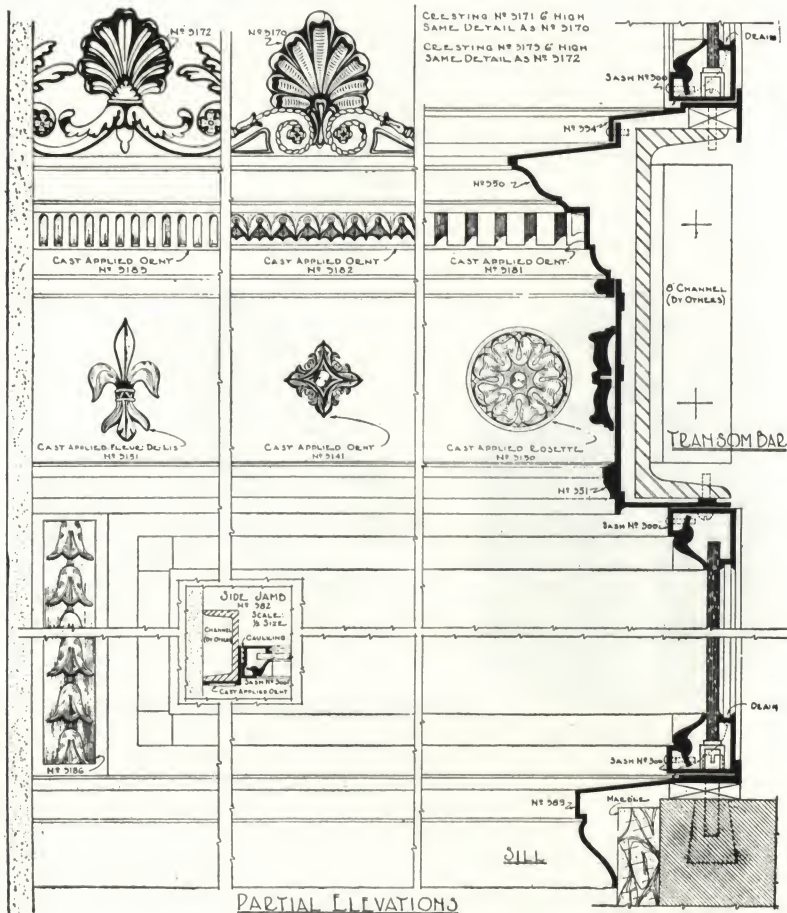 Nº 5172
Nº 5170
CRESTING Nº 5171 6" HIGH
SAME DETAIL AS Nº 5170
CRESTING Nº 5173 6" HIGH
SAME DETAIL AS Nº 5172
DRAIN
SASH Nº 300
Nº 554
Nº 550
CAST APPLIED ORNT
Nº 5183
CAST APPLIED ORNT
Nº 5182
CAST APPLIED ORNT
Nº 5181
8" CHANNEL
(BY OTHERS)
CAST APPLIED FLEUR-DE-LIS
Nº 5151
CAST APPLIED ORNT
Nº 5141
CAST APPLIED ROSETTE
Nº 5150
TRANSOM BAR
Nº 551
SASH Nº 300
SIDE JAMB
Nº 582
SCALE:
SIZE
CHANNEL
(BY OTHERS)
CAULKING
SASH Nº 300
CAST APPLIED ORNT
DRAIN
Nº 5186
SASH Nº 300
Nº 589
MARBLE
SILL
PARTIAL ELEVATIONS